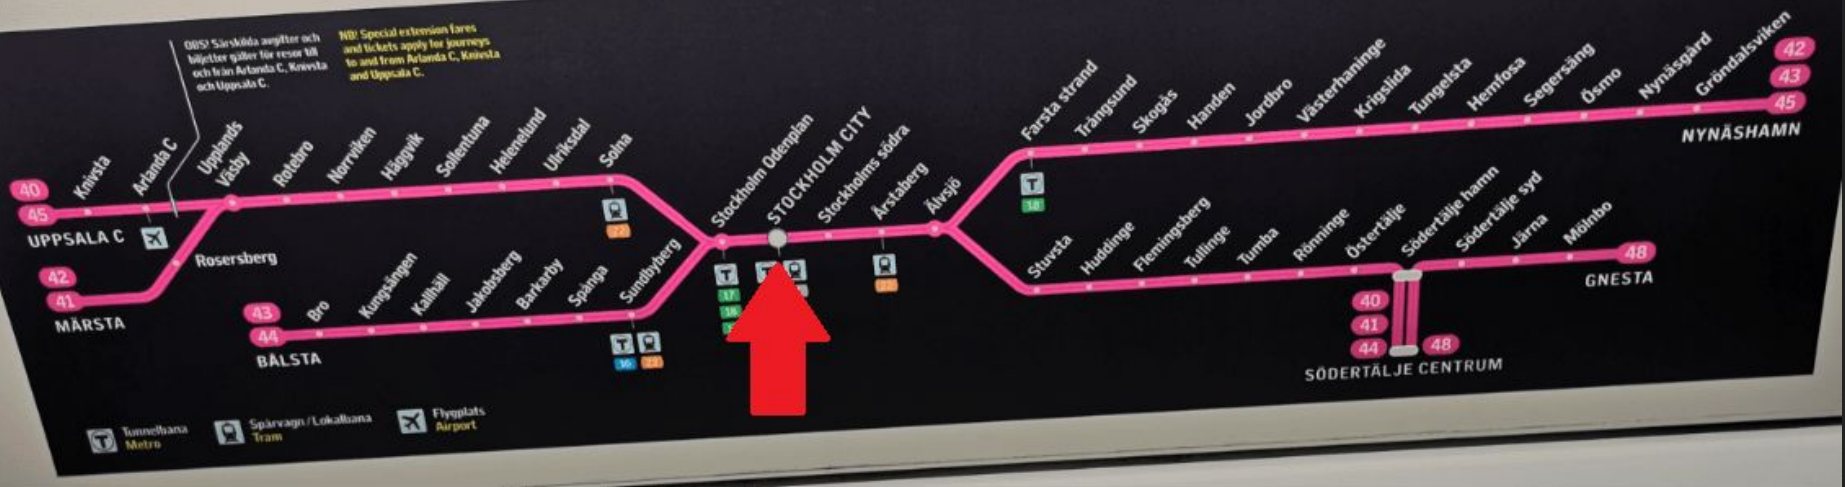 OBS! Särskilda avgifter och
biljetter gäller för resor till
och från Arlanda C, Knivsta
och Uppsala C.
NB! Special extension fares
and tickets apply for journeys
to and from Arlanda C, Knivsta
and Uppsala C.
40
45
UPPSALA C
Knivsta
Arlanda C
Upplands
Väsby
Rotebro
Norrviken
Häggvik
Sollentuna
Helenelund
Ulriksdal
Solna
22
42
41
MÄRSTA
Rosersberg
43
44
BÅLSTA
Bro
Kungsängen
Kallhäll
Jakobsberg
Barkarby
Spånga
Sundbyberg
T
22
Stockholm Odenplan
T
17
18
STOCKHOLM CITY
Stockholms södra
Årstaberg
22
Älvsjö
Farsta strand
T
18
Trångsund
Skogås
Handen
Jordbro
Västerhaninge
Krigslida
Tungelsta
Hemfosa
Segersäng
Ösmo
Nynäsgård
Gröndalsviken
42
43
45
NYNÄSHAMN
Stuvsta
Huddinge
Flemingsberg
Tullinge
Tumba
Rönninge
Östertälje
Södertälje hamn
Södertälje syd
Järna
Mölnbo
48
GNESTA
40
41
44
48
SÖDERTÄLJE CENTRUM
T
Tunnelbana
Metro
Spårvagn/Lokalbana
Tram
Flygplats
Airport